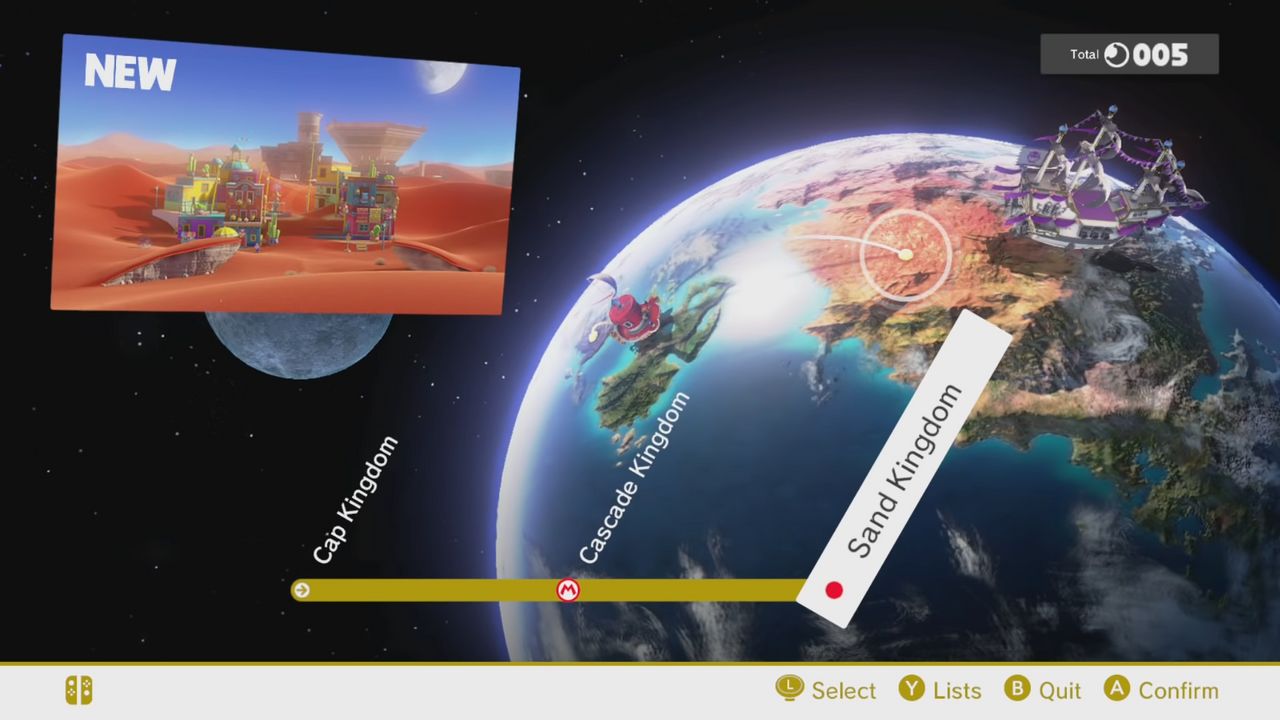 NEW
Total 005
Cap Kingdom
Cascade Kingdom
Sand Kingdom
L Select Y Lists B Quit A Confirm